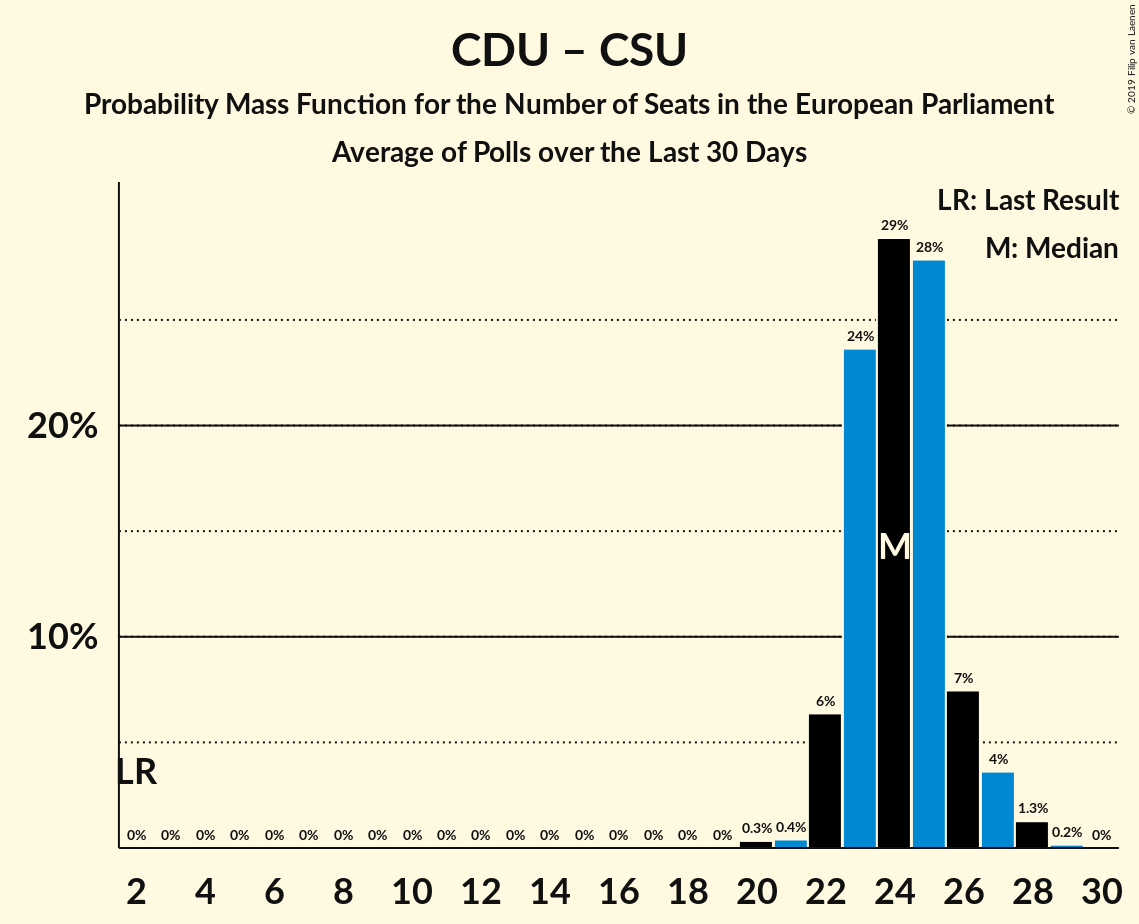 CDU – CSU
Probability Mass Function for the Number of Seats in the European Parliament
Average of Polls over the Last 30 Days
© 2019 Filip van Laenen
LR: Last Result
M: Median
20%
10%
LR
M
0% 0% 0% 0% 0% 0% 0% 0% 0% 0% 0% 0% 0% 0% 0% 0% 0% 0% 0.3% 0.4% 6% 24% 29% 28% 7% 4% 1.3% 0.2% 0%
2 4 6 8 10 12 14 16 18 20 22 24 26 28 30